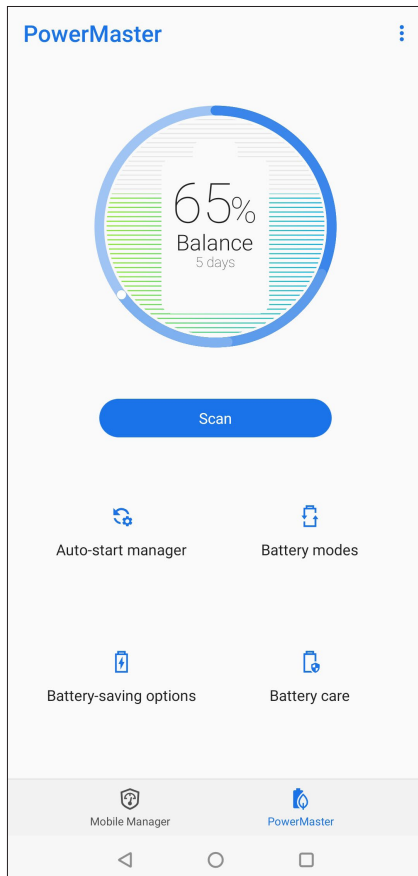 PowerMaster
65%
Balance
5 days
Scan
Auto-start manager
Battery modes
Battery-saving options
Battery care
Mobile Manager
PowerMaster